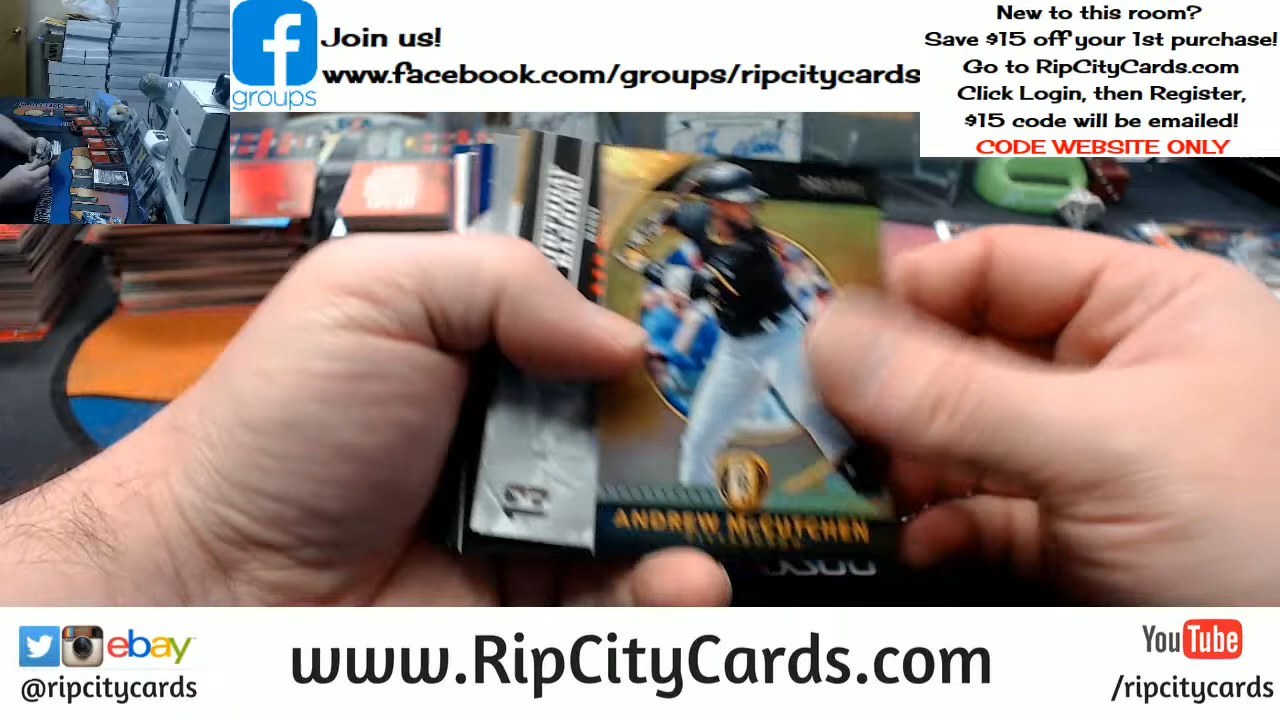 Join us!
www.facebook.com/groups/ripcitycards
groups
New to this room?
Save $15 off your 1st purchase!
Go to RipCityCards.com
Click Login, then Register,
$15 code will be emailed!
CODE WEBSITE ONLY
13
ANDREW McCUTCHEN
ebay
@ripcitycards
www.RipCityCards.com
YouTube
/ripcitycards